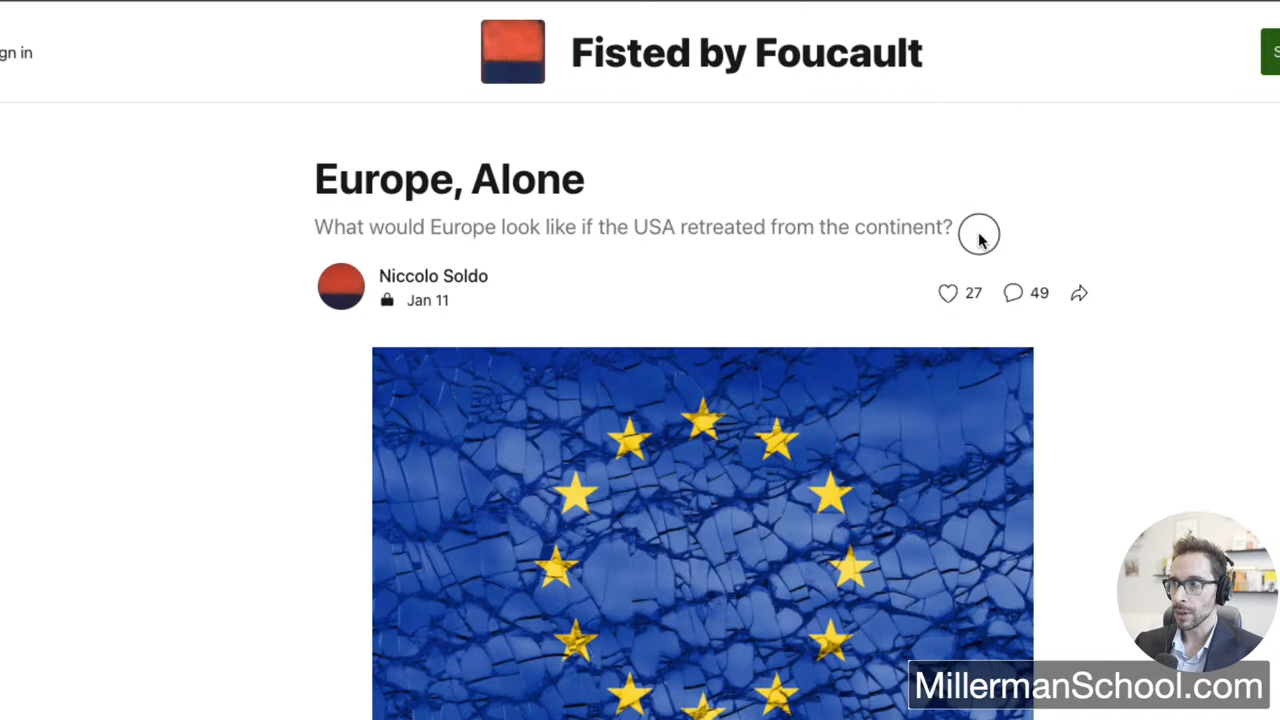 gn in
Fisted by Foucault
S
Europe, Alone
What would Europe look like if the USA retreated from the continent?
Niccolo Soldo
Jan 11
27
49
MillermanSchool.com